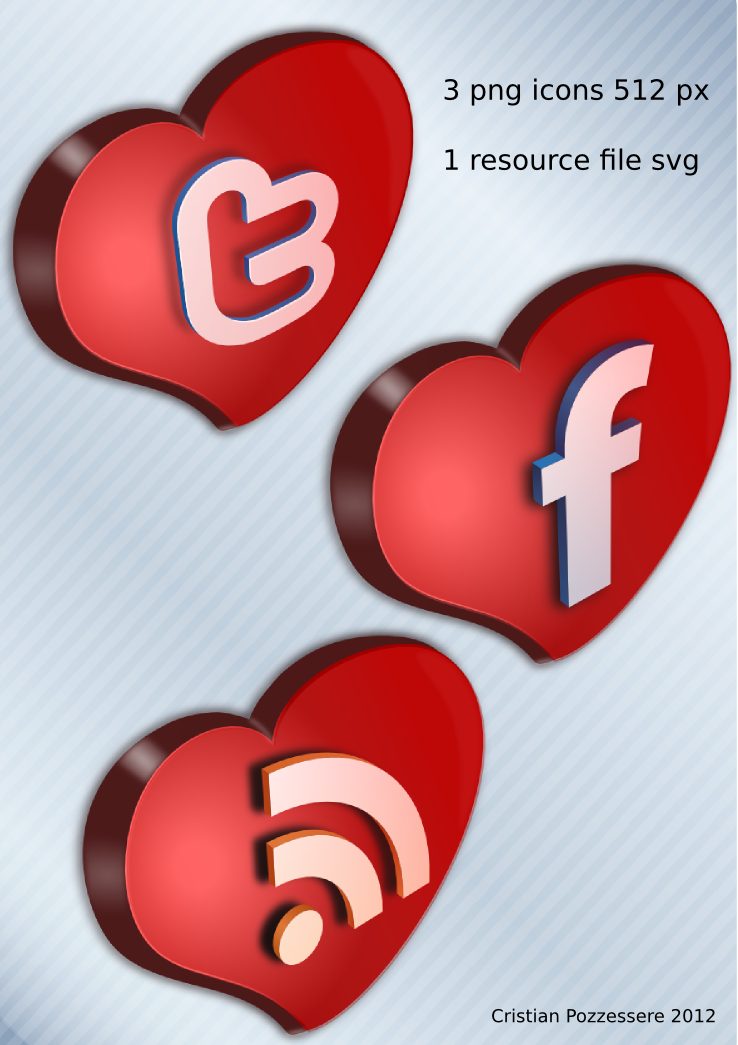 3 png icons 512 px
1 resource file svg
t
f
Cristian Pozzessere 2012